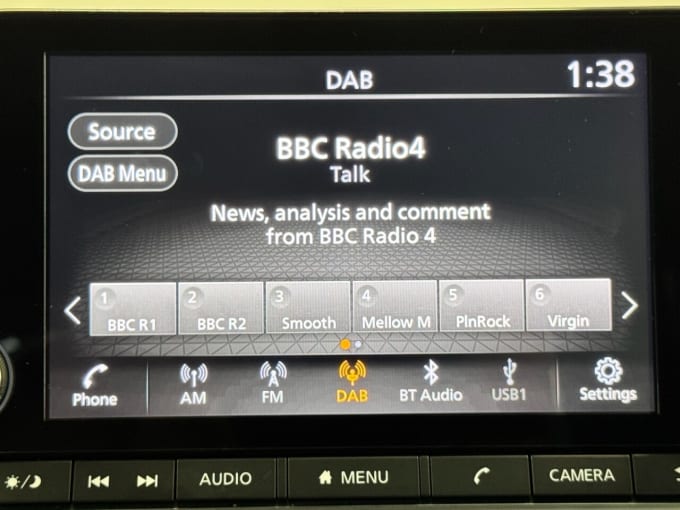 DAB
1:38
Source
DAB Menu
BBC Radio4
Talk
News, analysis and comment
from BBC Radio 4
1
BBC R1
2
BBC R2
3
Smooth
4
Mellow M
5
PlnRock
6
Virgin
Phone
AM
FM
DAB
BT Audio
USB1
Settings
AUDIO
MENU
CAMERA